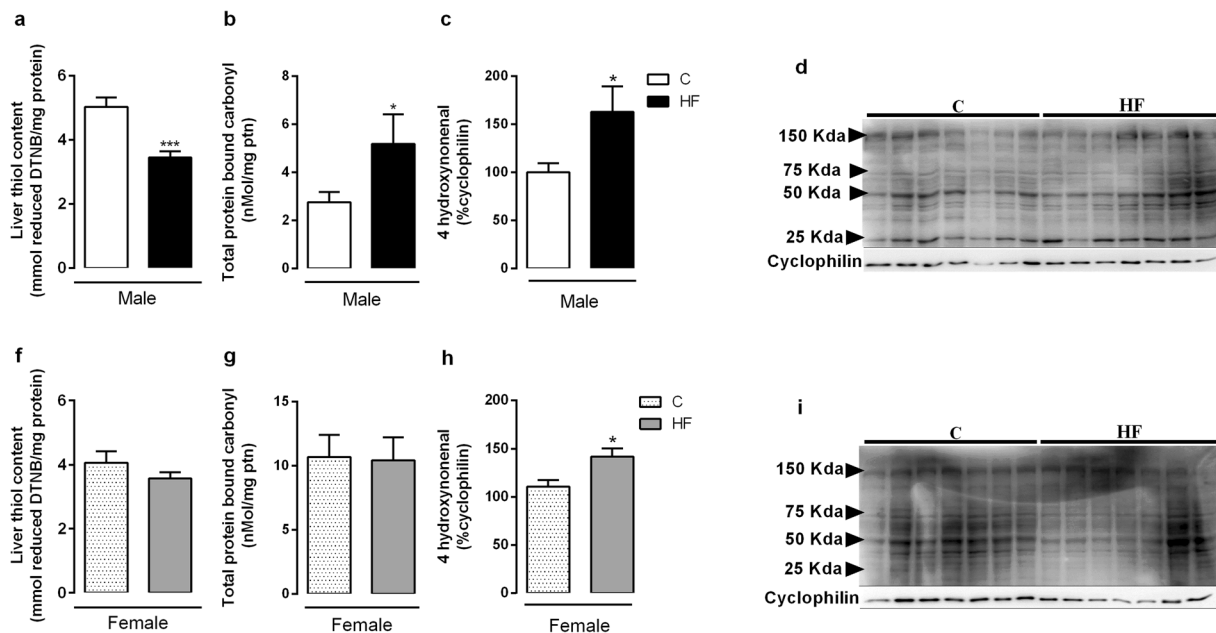 a
Liver thiol content
(mmol reduced DTNB/mg protein)
6
4
2
0
***
Male
b
Total protein bound carbonyl
(nMol/mg ptn)
8
6
4
2
0
*
Male
c
4 hydroxynonenal
(%cyclophilin)
200
150
100
50
0
*
Male
C
HF
d
C HF
150 Kda
75 Kda
50 Kda
25 Kda
Cyclophilin
f
Liver thiol content
(mmol reduced DTNB/mg protein)
6
4
2
0
Female
g
Total protein bound carbonyl
(nMol/mg ptn)
15
10
5
0
Female
h
4 hydroxynonenal
(%cyclophilin)
200
150
100
50
0
*
Female
C
HF
i
C HF
150 Kda
75 Kda
50 Kda
25 Kda
Cyclophilin